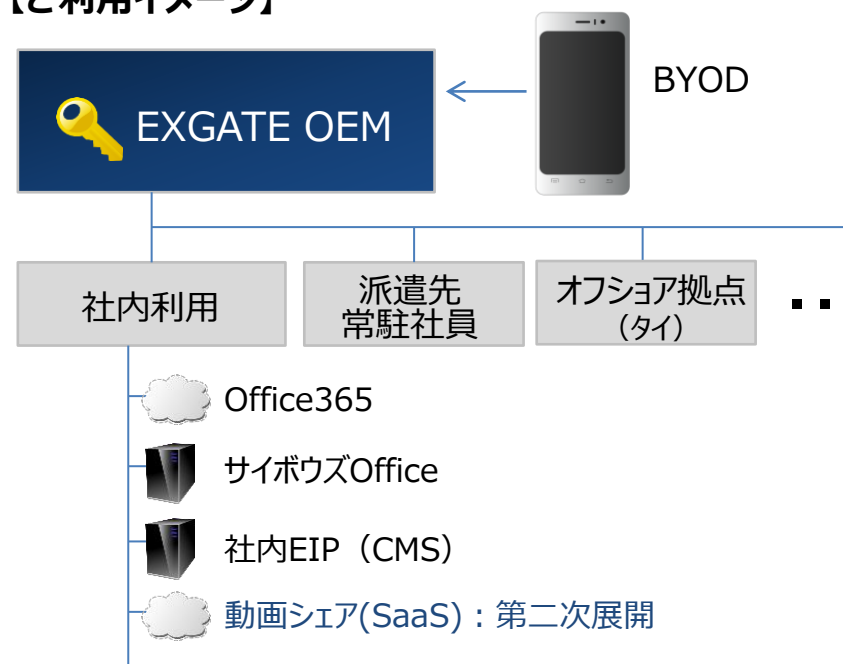 【ご利用イメージ】
EXGATE OEM
BYOD
社内利用
派遣先
常駐社員
オフショア拠点
（タイ）
Office365
サイボウズOffice
社内EIP（CMS）
動画シェア(SaaS)：第二次展開